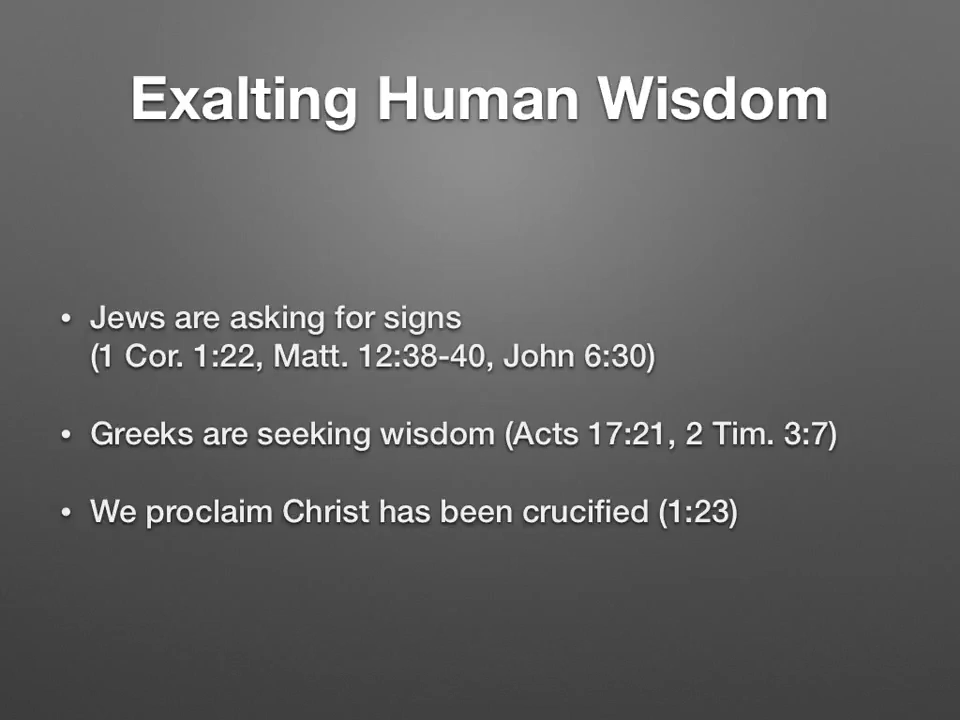 Exalting Human Wisdom
• Jews are asking for signs
(1 Cor. 1:22, Matt. 12:38-40, John 6:30)
• Greeks are seeking wisdom (Acts 17:21, 2 Tim. 3:7)
• We proclaim Christ has been crucified (1:23)